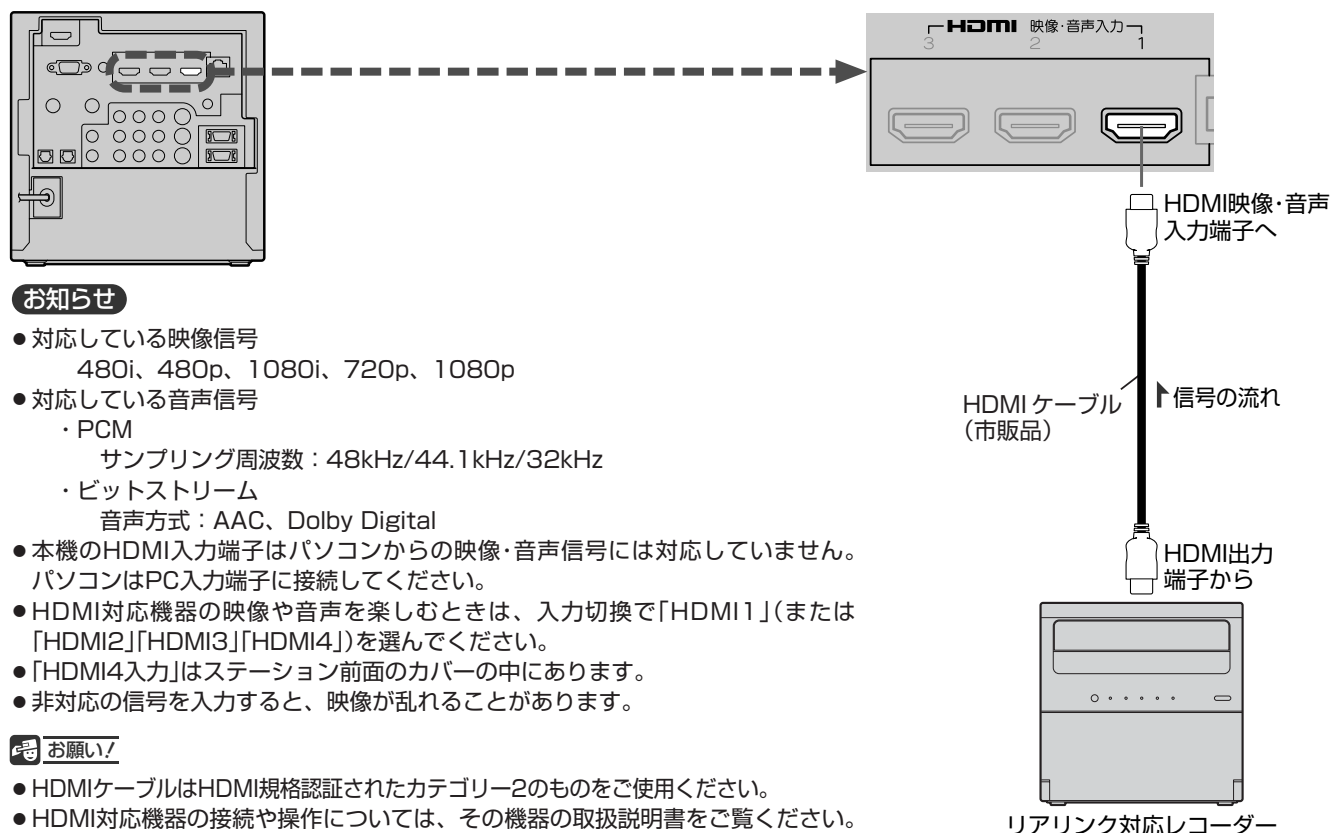 HDMI 映像・音声入力
3 2 1
HDMI映像・音声
入力端子へ
HDMI ケーブル
（市販品）
信号の流れ
HDMI出力
端子から
リアリンク対応レコーダー
お知らせ
●対応している映像信号
480i、480p、1080i、720p、1080p
●対応している音声信号
・PCM
サンプリング周波数：48kHz/44.1kHz/32kHz
・ビットストリーム
音声方式：AAC、Dolby Digital
●本機のHDMI入力端子はパソコンからの映像・音声信号には対応していません。
パソコンはPC入力端子に接続してください。
●HDMI対応機器の映像や音声を楽しむときは、入力切換で「HDMI1」（または
「HDMI2」「HDMI3」「HDMI4」）を選んでください。
●「HDMI4入力」はステーション前面のカバーの中にあります。
●非対応の信号を入力すると、映像が乱れることがあります。
お願い！
●HDMIケーブルはHDMI規格認証されたカテゴリー2のものをご使用ください。
●HDMI対応機器の接続や操作については、その機器の取扱説明書をご覧ください。